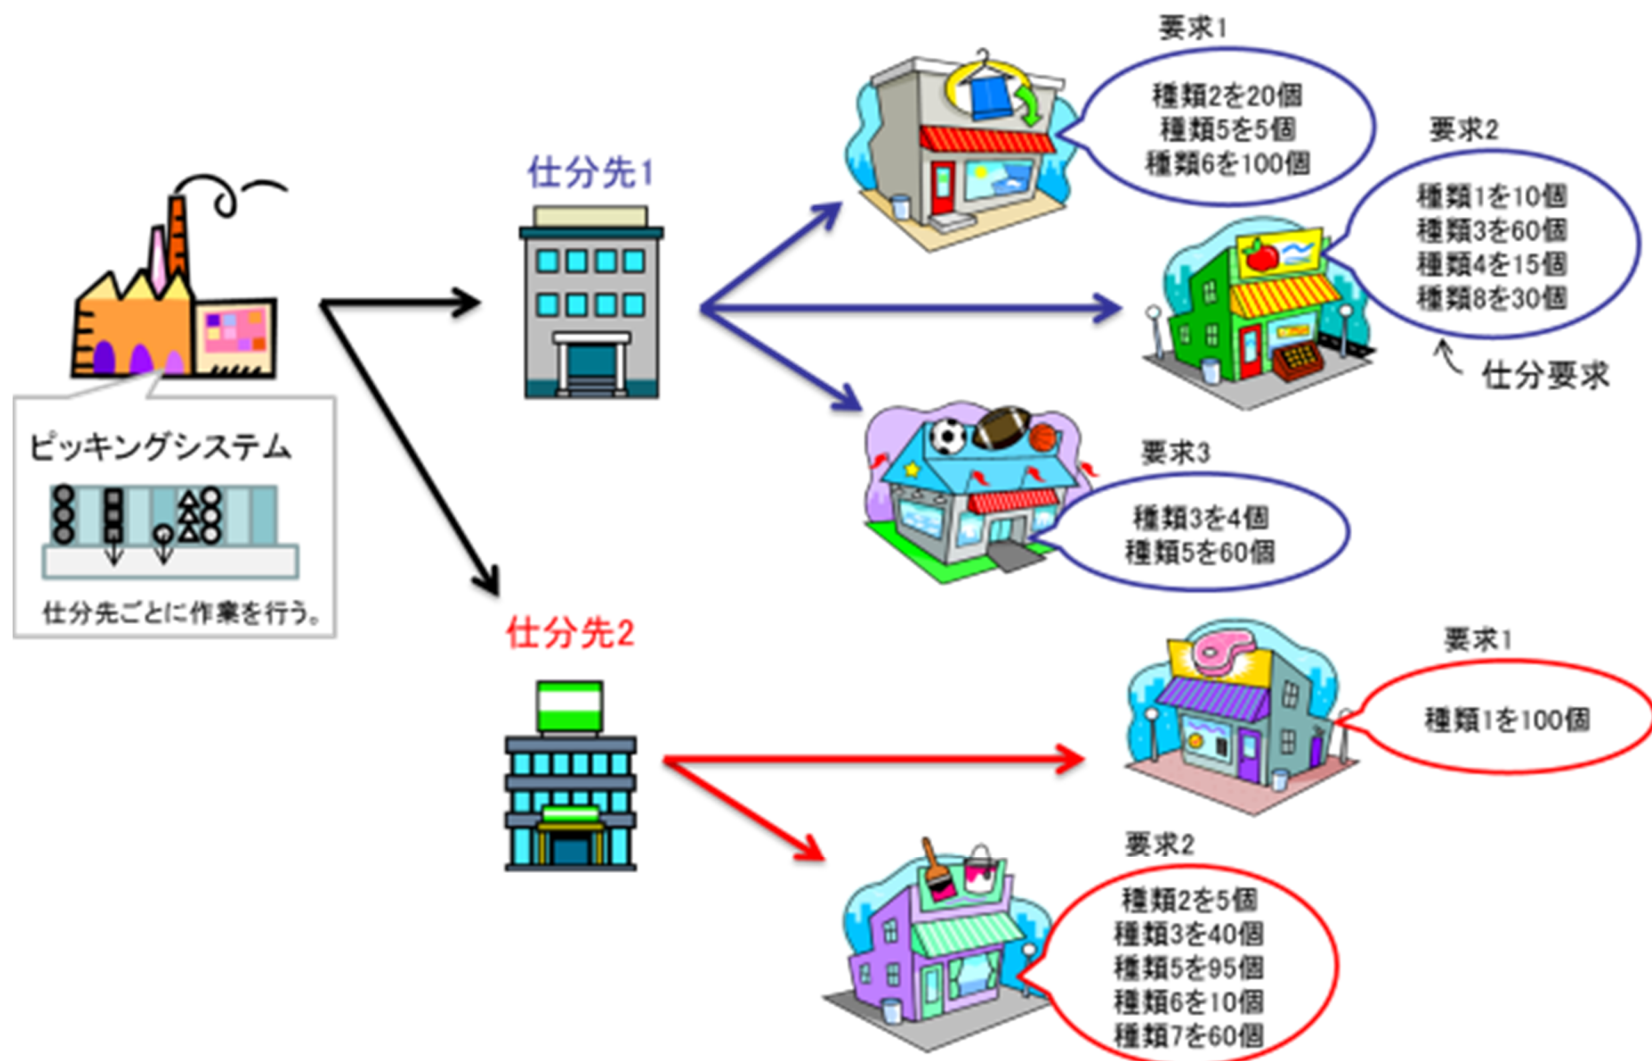 要求1
種類2を20個
種類5を5個
種類6を100個
要求2
種類1を10個
種類3を60個
種類4を15個
種類8を30個
仕分要求
仕分先1
ピッキングシステム
仕分先ごとに作業を行う。
要求3
種類3を4個
種類5を60個
仕分先2
要求1
種類1を100個
要求2
種類2を5個
種類3を40個
種類5を95個
種類6を10個
種類7を60個